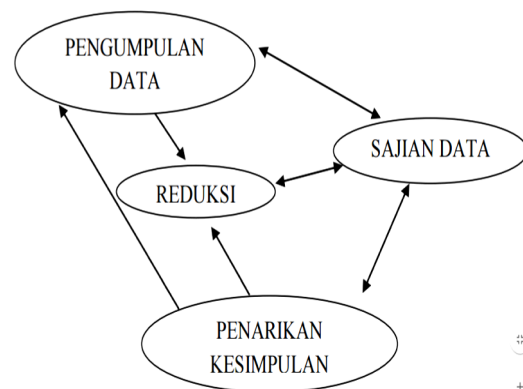 PENGUMPULAN
DATA
SAJIAN DATA
REDUKSI
PENARIKAN
KESIMPULAN